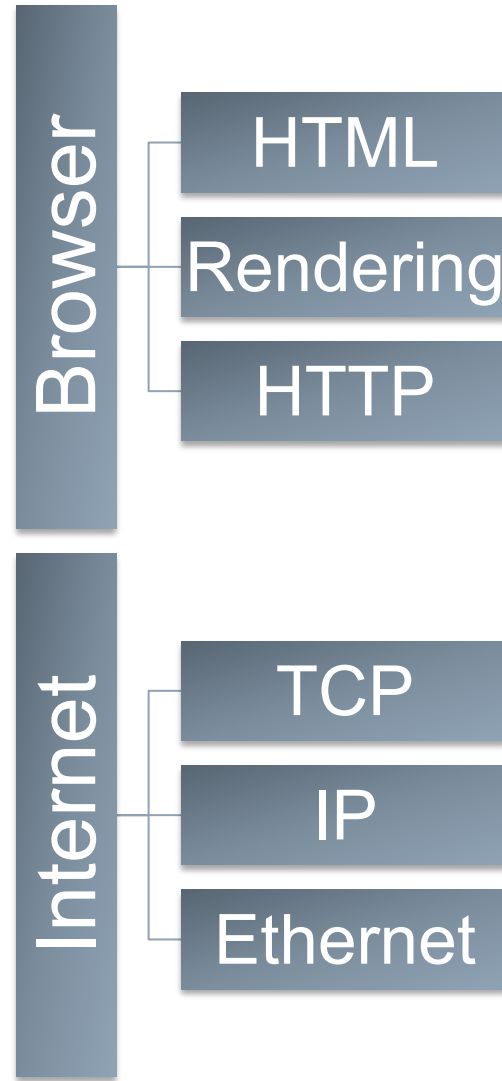 Browser
HTML
Rendering
HTTP
Internet
TCP
IP
Ethernet